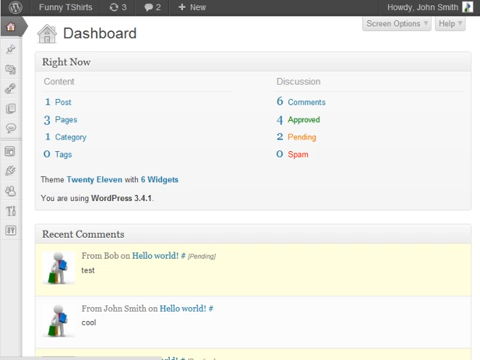 Funny TShirts 3 2 + New Howdy, John Smith
Screen Options Help
Dashboard
Right Now
Content Discussion
1 Post 6 Comments
3 Pages 4 Approved
1 Category 2 Pending
0 Tags 0 Spam
Theme Twenty Eleven with 6 Widgets
You are using WordPress 3.4.1.
Recent Comments
From Bob on Hello world! # [Pending]
test
From John Smith on Hello world! #
cool